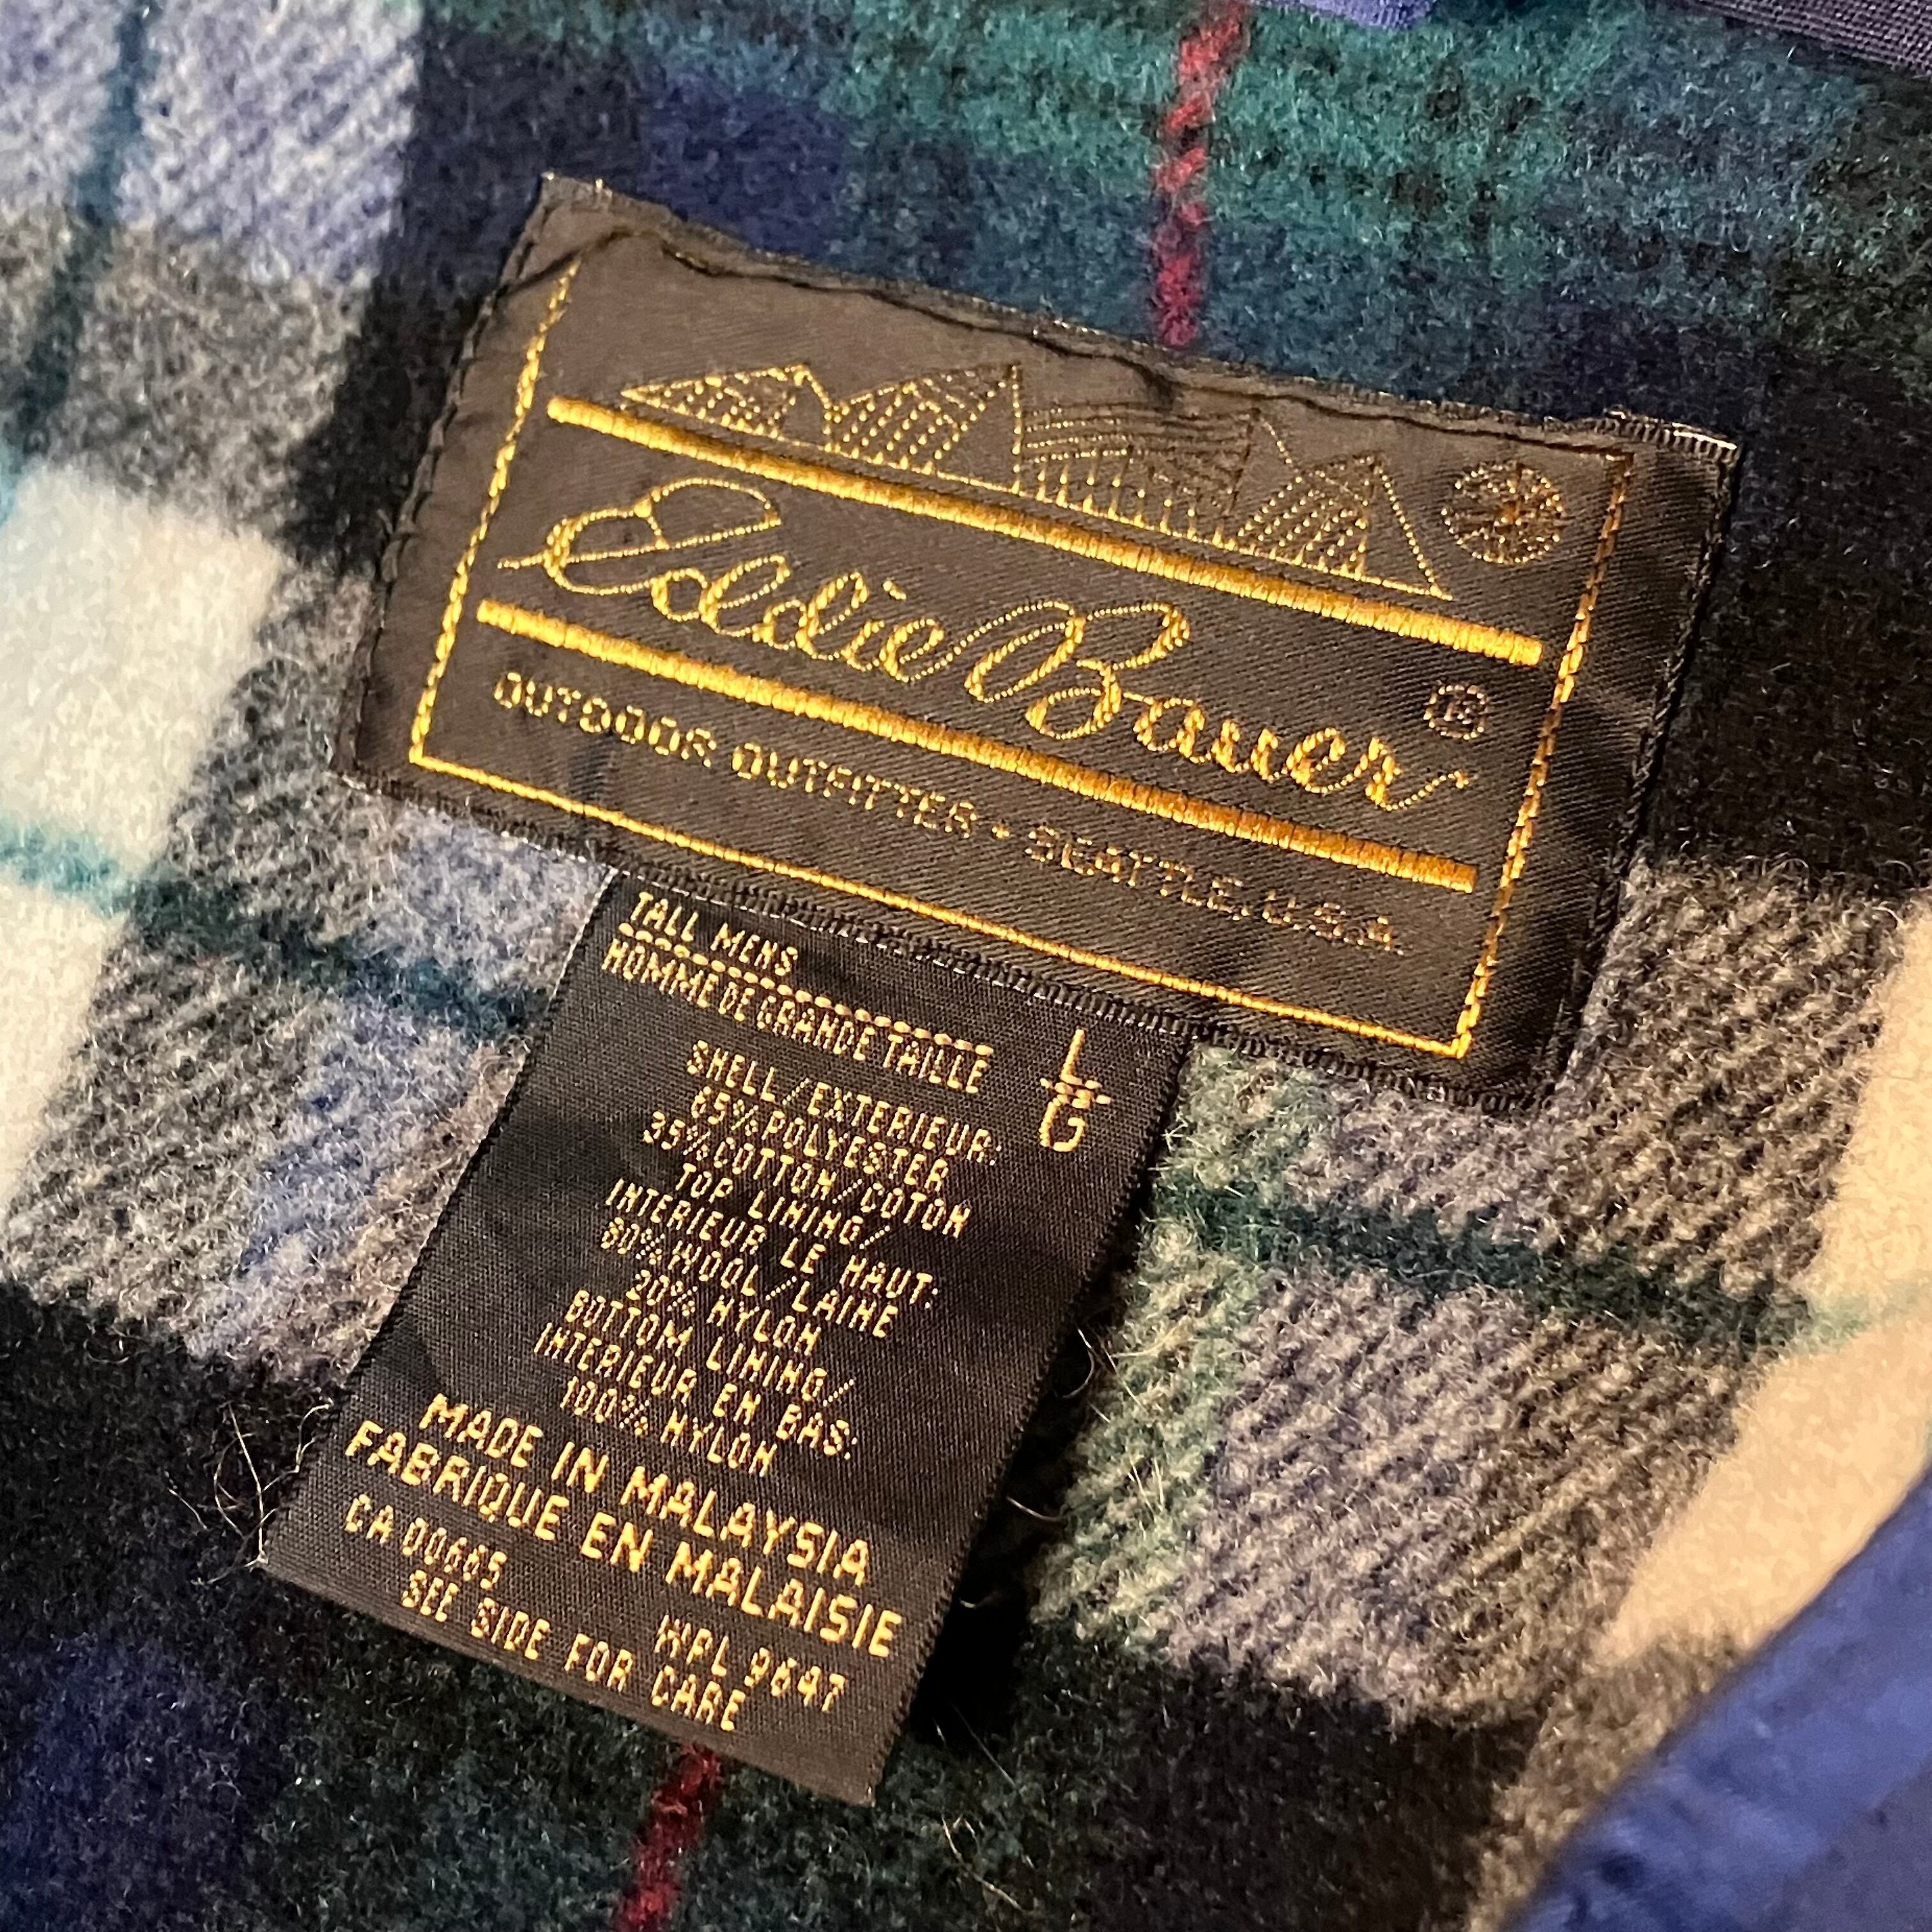 Eddie Bauer ®
OUTDOOR OUTFITTER • SEATTLE, U.S.A.
TALL MENS
HOMME DE GRANDE TAILLE
L
G
SHELL/EXTERIEUR:
65% POLYESTER
35% COTTON/COTON
TOP LINING/
INTERIEUR LE HAUT:
80% WOOL/LAINE
20% NYLON
BOTTOM LINING/
INTERIEUR EN BAS:
100% NYLON
MADE IN MALAYSIA
FABRIQUE EN MALAISIE
CA 00665 WPL 9647
SEE SIDE FOR CARE